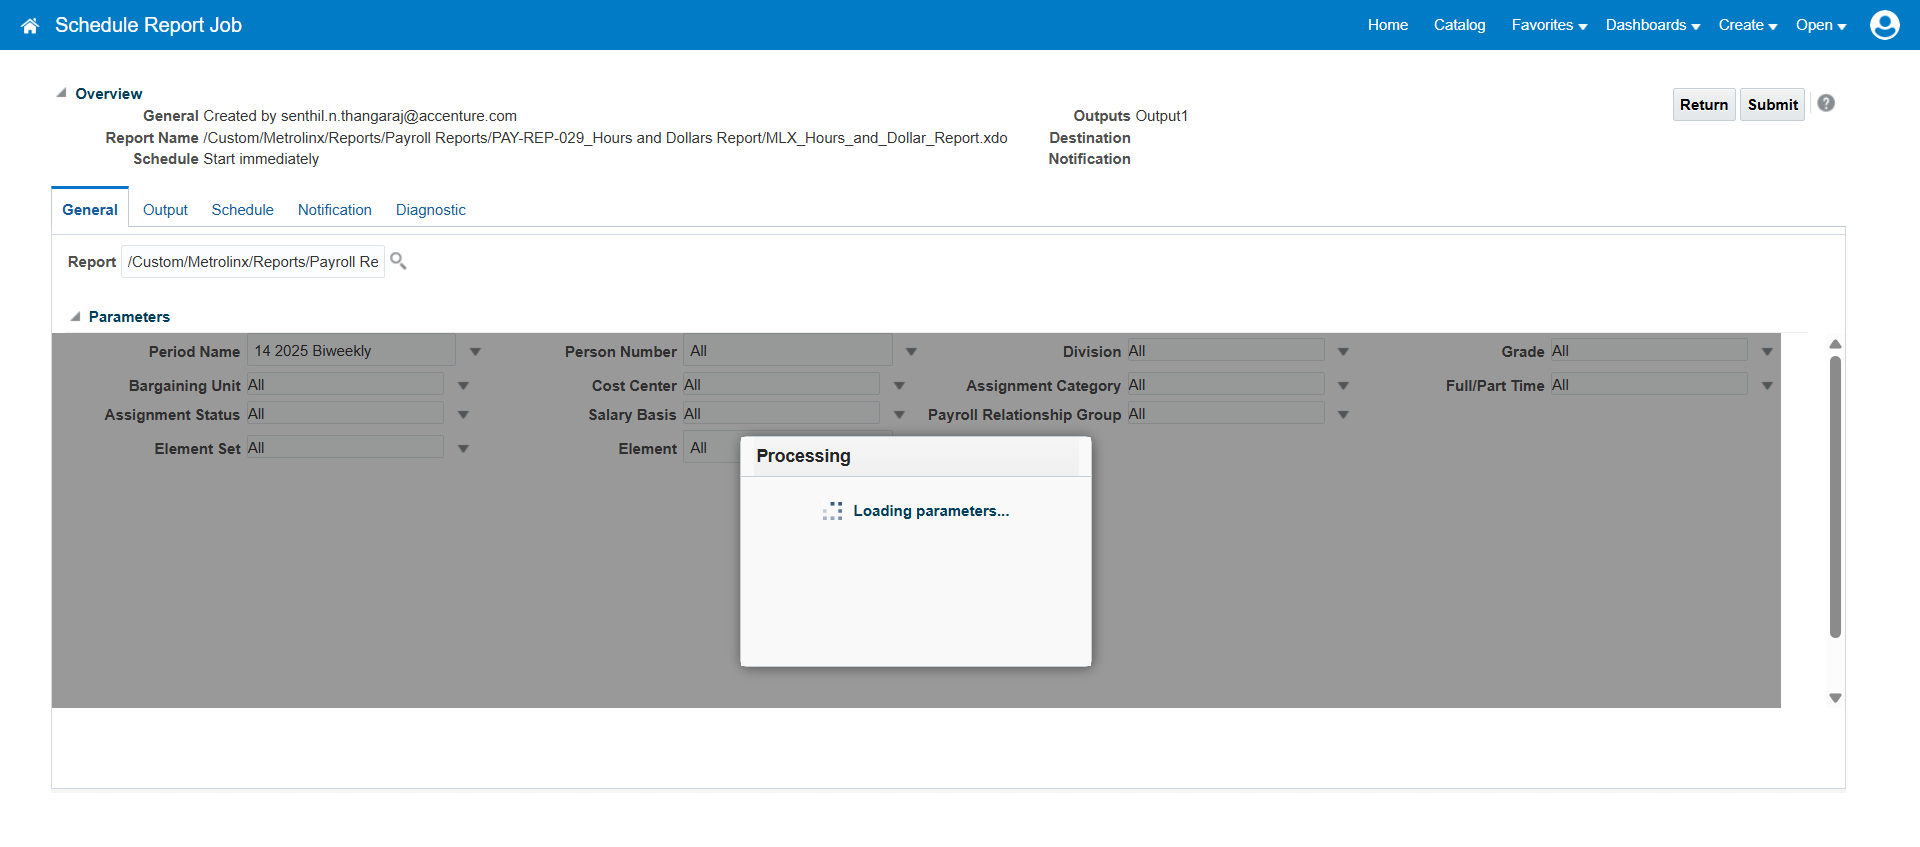 Schedule Report Job
Home Catalog Favorites Dashboards Create Open
Overview
Return Submit ?
General Created by senthil.n.thangaraj@accenture.com Outputs Output1
Report Name /Custom/Metrolinx/Reports/Payroll Reports/PAY-REP-029_Hours and Dollars Report/MLX_Hours_and_Dollar_Report.xdo Destination
Schedule Start immediately Notification
General Output Schedule Notification Diagnostic
Report /Custom/Metrolinx/Reports/Payroll Re
Parameters
Period Name 14 2025 Biweekly Person Number All Division All Grade All
Bargaining Unit All Cost Center All Assignment Category All Full/Part Time All
Assignment Status All Salary Basis All Payroll Relationship Group All
Element Set All Element All
Processing
Loading parameters...